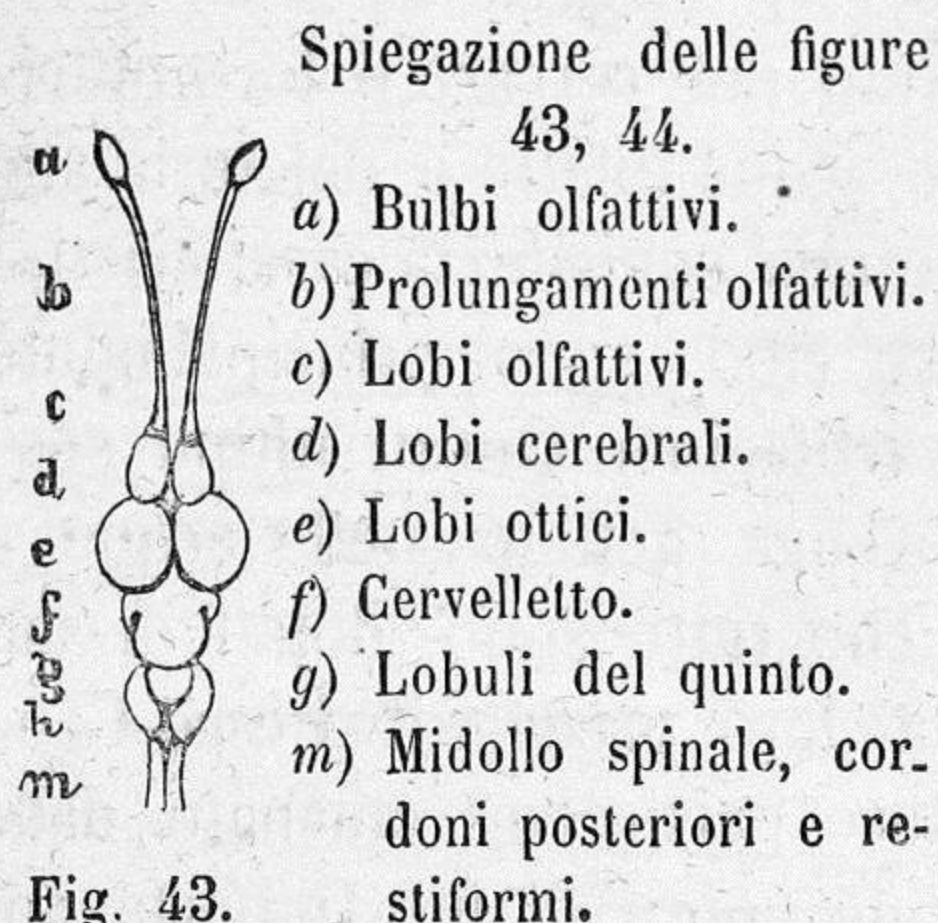 Spiegazione delle figure
43, 44.
a) Bulbi olfattivi.
b) Prolungamenti olfattivi.
c) Lobi olfattivi.
d) Lobi cerebrali.
e) Lobi ottici.
f) Cervelletto.
g) Lobuli del quinto.
m) Midollo spinale, cor-
doni posteriori e re-
stiformi.
a
b
c
d
e
f
g
h
m
Fig. 43.